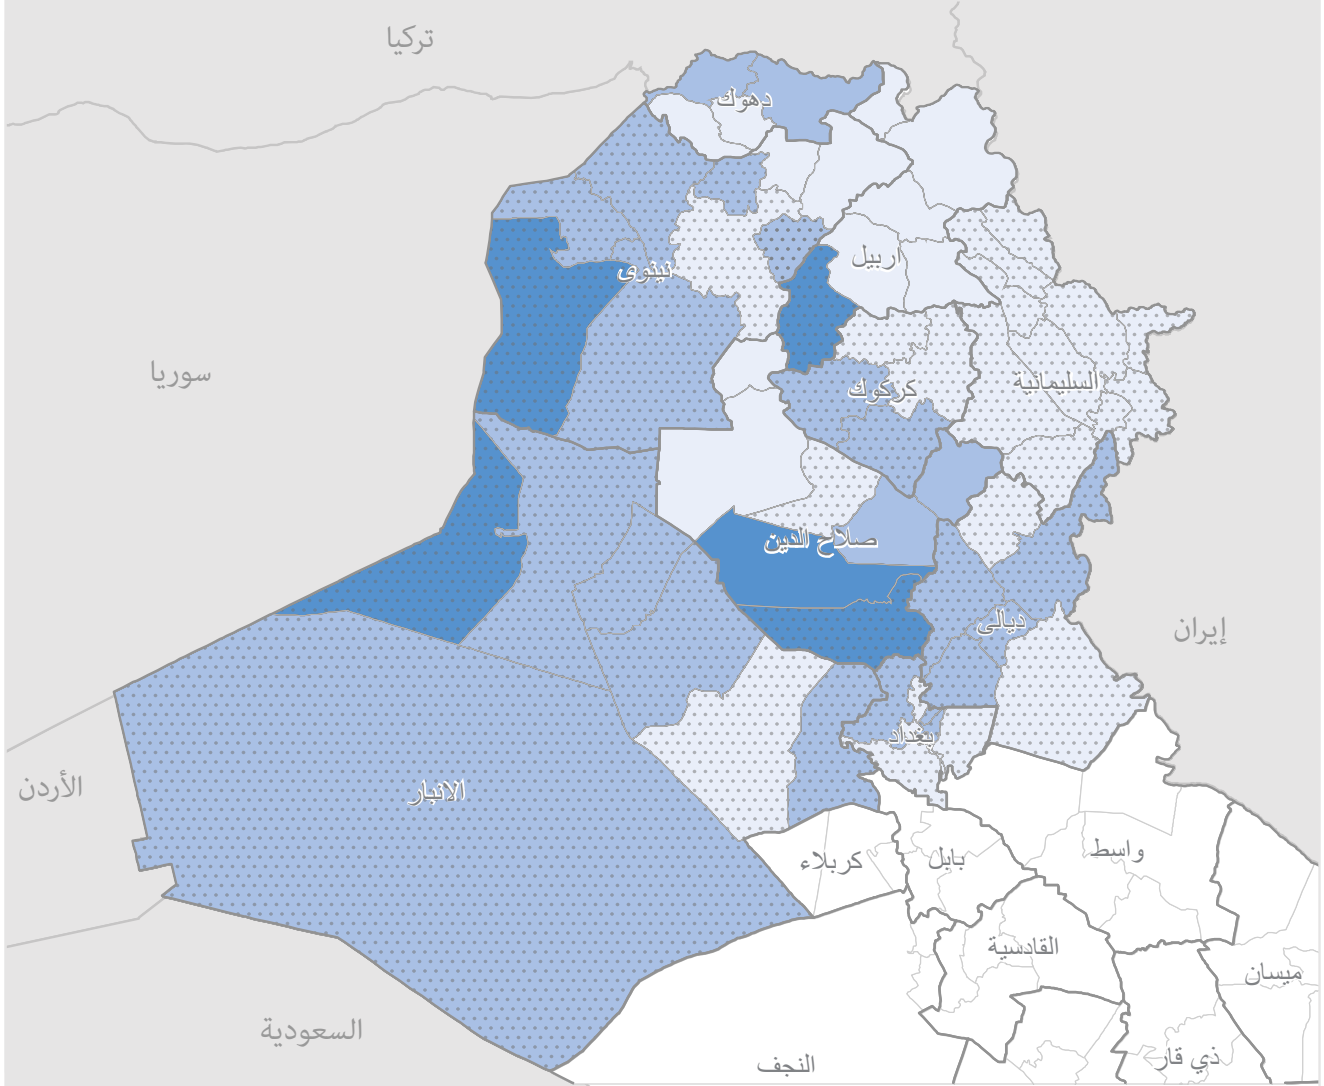 تركيا
دهوك
اربيل
نينوى
سوريا
السليمانية
كركوك
صلاح الدين
ديالى
إيران
بغداد
الأردن
الانبار
واسط
بابل
كربلاء
القادسية
ميسان
السعودية
ذي قار
النجف